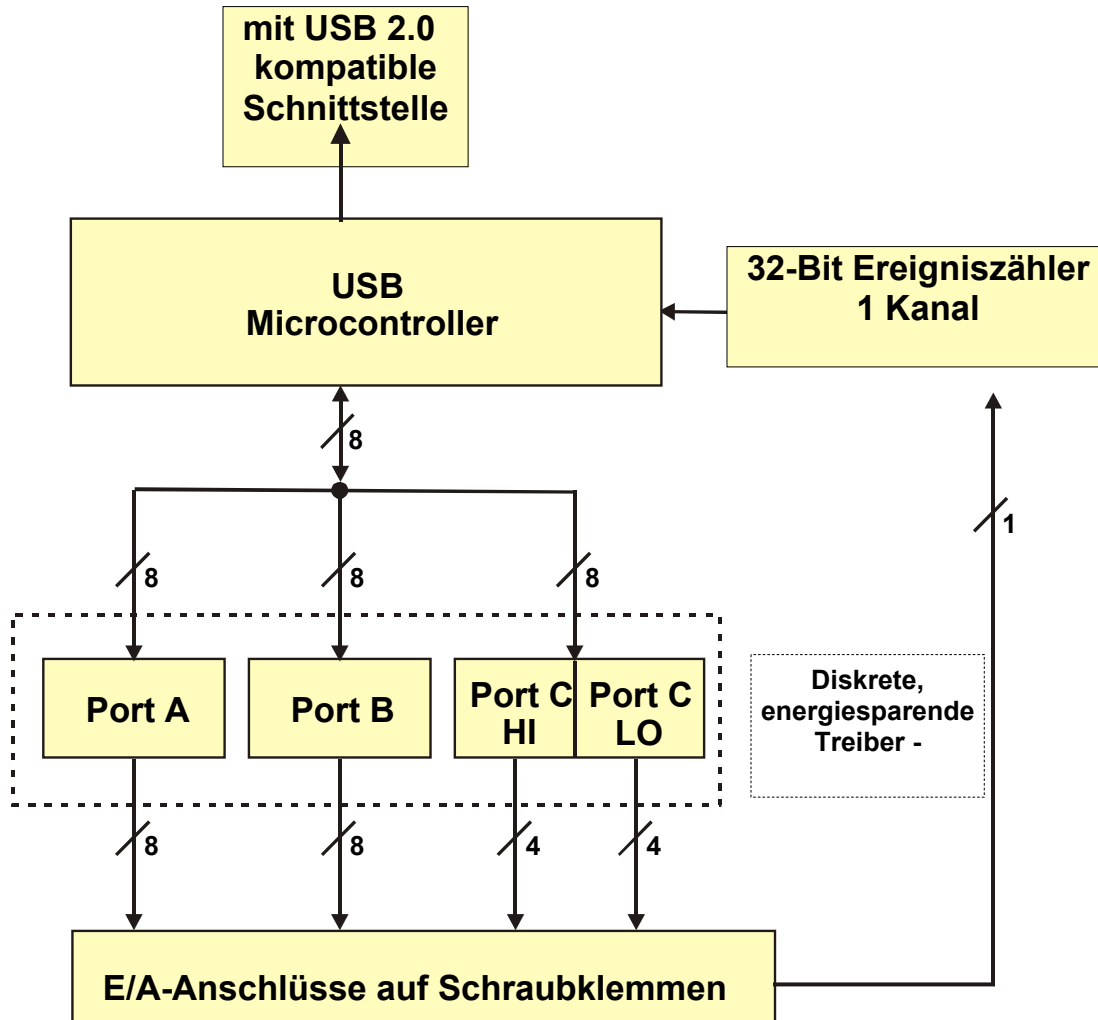 mit USB 2.0
kompatible
Schnittstelle
USB
Microcontroller
32-Bit Ereigniszähler
1 Kanal
8
1
8
8
8
Port A
Port B
Port C
HI
Port C
LO
Diskrete,
energiesparende
Treiber -
8
8
4
4
E/A-Anschlüsse auf Schraubklemmen